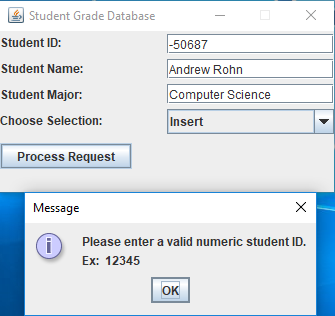 Student Grade Database
Student ID: -50687
Student Name: Andrew Rohn
Student Major: Computer Science
Choose Selection: Insert
Process Request
Message
Please enter a valid numeric student ID.
Ex: 12345
OK